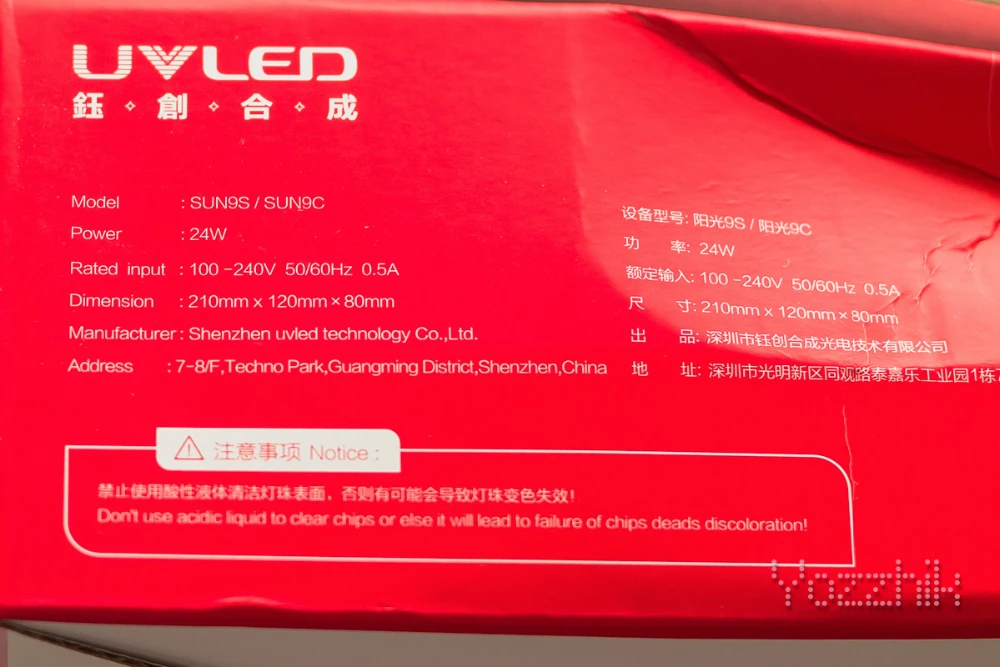 UVLED
鈺·創·合·成
Model : SUN9S / SUN9C
Power : 24W
Rated input : 100 -240V 50/60Hz 0.5A
Dimension : 210mm x 120mm × 80mm
Manufacturer : Shenzhen uvled technology Co.,Ltd.
Address : 7-8/F,Techno Park,Guangming District,Shenzhen,China
设备型号: 阳光9S / 阳光9C
功 率: 24W
额定输入: 100 -240V 50/60Hz 0.5A
尺 寸: 210mm x 120mm × 80mm
出 品: 深圳市钰创合成光电技术有限公司
地 址: 深圳市光明新区同观路泰嘉乐工业园1栋7
注意事项 Notice :
禁止使用酸性液体清洁灯珠表面，否则有可能会导致灯珠变色失效!
Don't use acidic liquid to clear chips or else it will lead to failure of chips deads discoloration!
Yozzhik